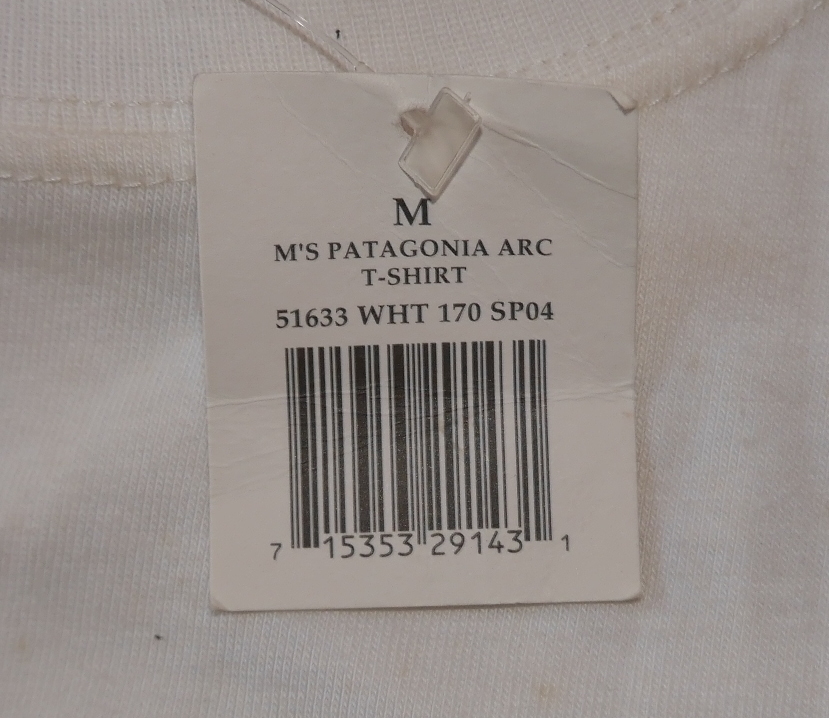 M
M'S PATAGONIA ARC
T-SHIRT
51633 WHT 170 SP04
7 15353 29143 1